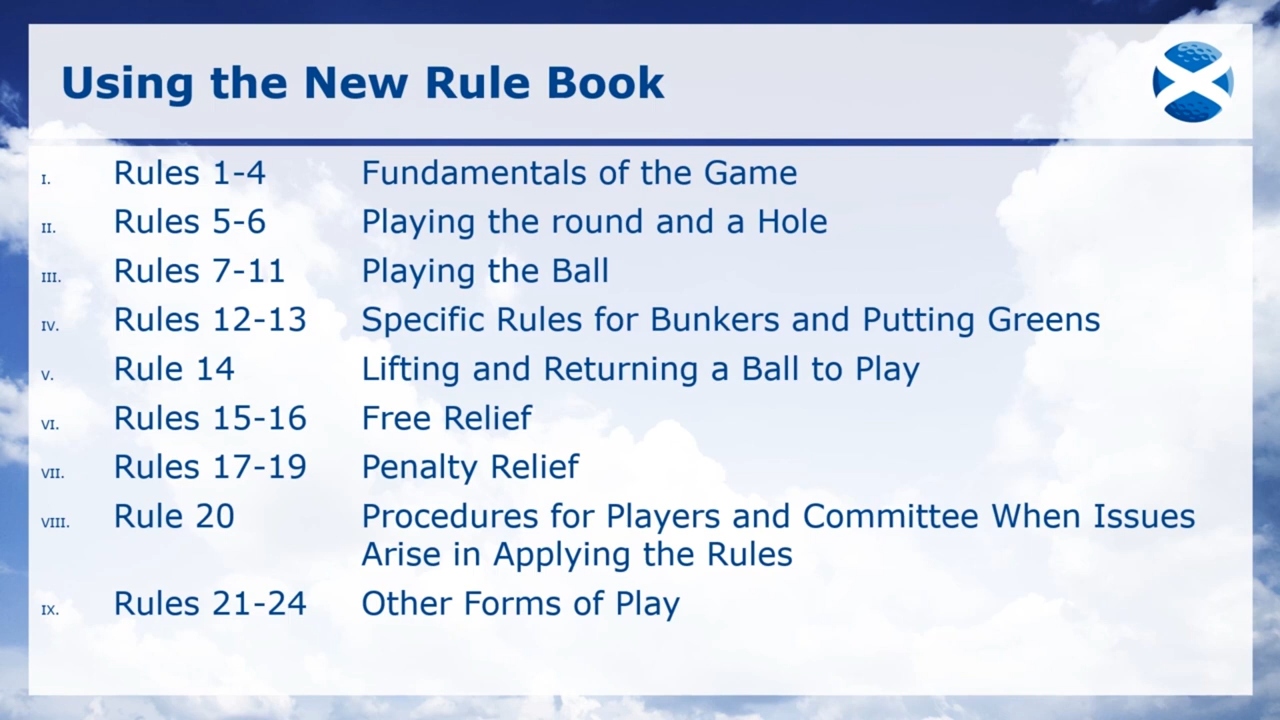 Using the New Rule Book
I. Rules 1-4 Fundamentals of the Game
II. Rules 5-6 Playing the round and a Hole
III. Rules 7-11 Playing the Ball
IV. Rules 12-13 Specific Rules for Bunkers and Putting Greens
V. Rule 14 Lifting and Returning a Ball to Play
VI. Rules 15-16 Free Relief
VII. Rules 17-19 Penalty Relief
VIII. Rule 20 Procedures for Players and Committee When Issues
Arise in Applying the Rules
IX. Rules 21-24 Other Forms of Play